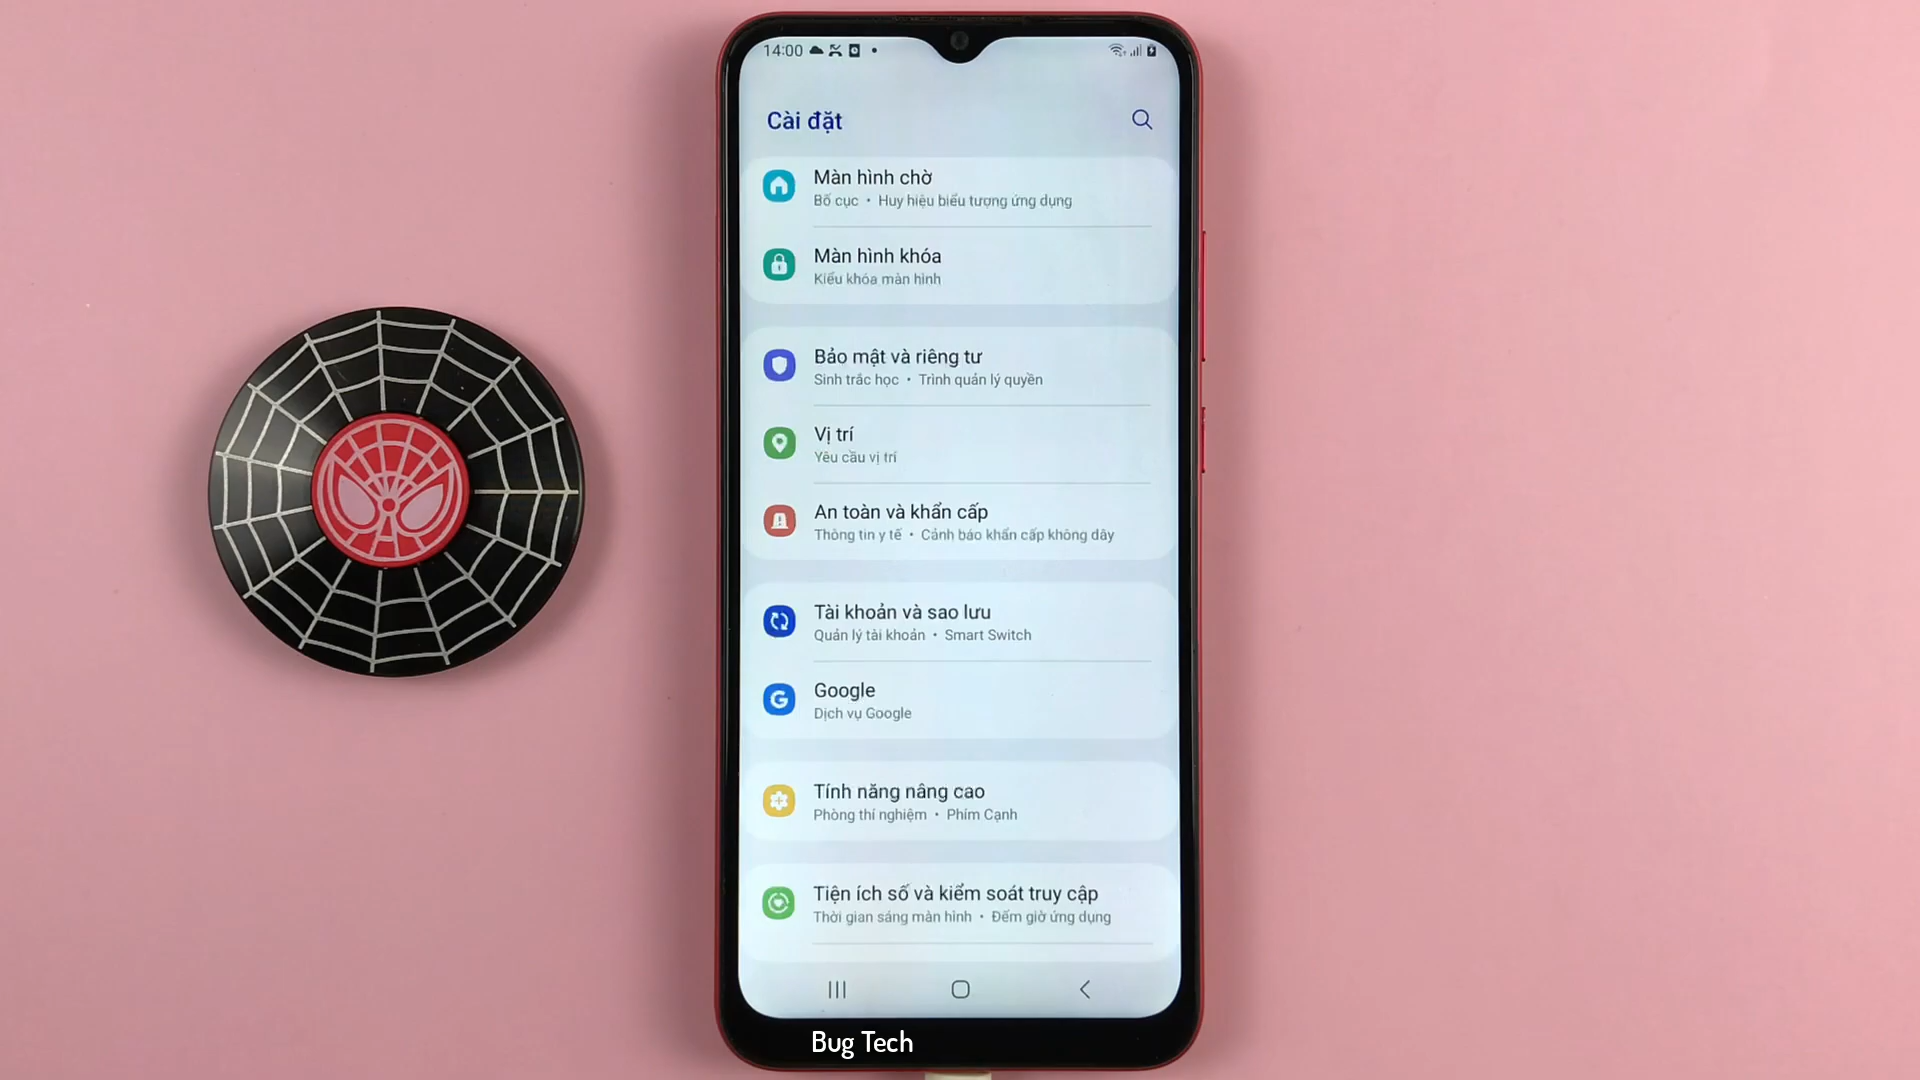 14:00
Cài đặt
Màn hình chờ
Bố cục • Huy hiệu biểu tượng ứng dụng
Màn hình khóa
Kiểu khóa màn hình
Bảo mật và riêng tư
Sinh trắc học • Trình quản lý quyền
Vị trí
Yêu cầu vị trí
An toàn và khẩn cấp
Thông tin y tế • Cảnh báo khẩn cấp không dây
Tài khoản và sao lưu
Quản lý tài khoản • Smart Switch
Google
Dịch vụ Google
Tính năng nâng cao
Phòng thí nghiệm • Phím Cạnh
Tiện ích số và kiểm soát truy cập
Thời gian sáng màn hình • Đếm giờ ứng dụng
Bug Tech